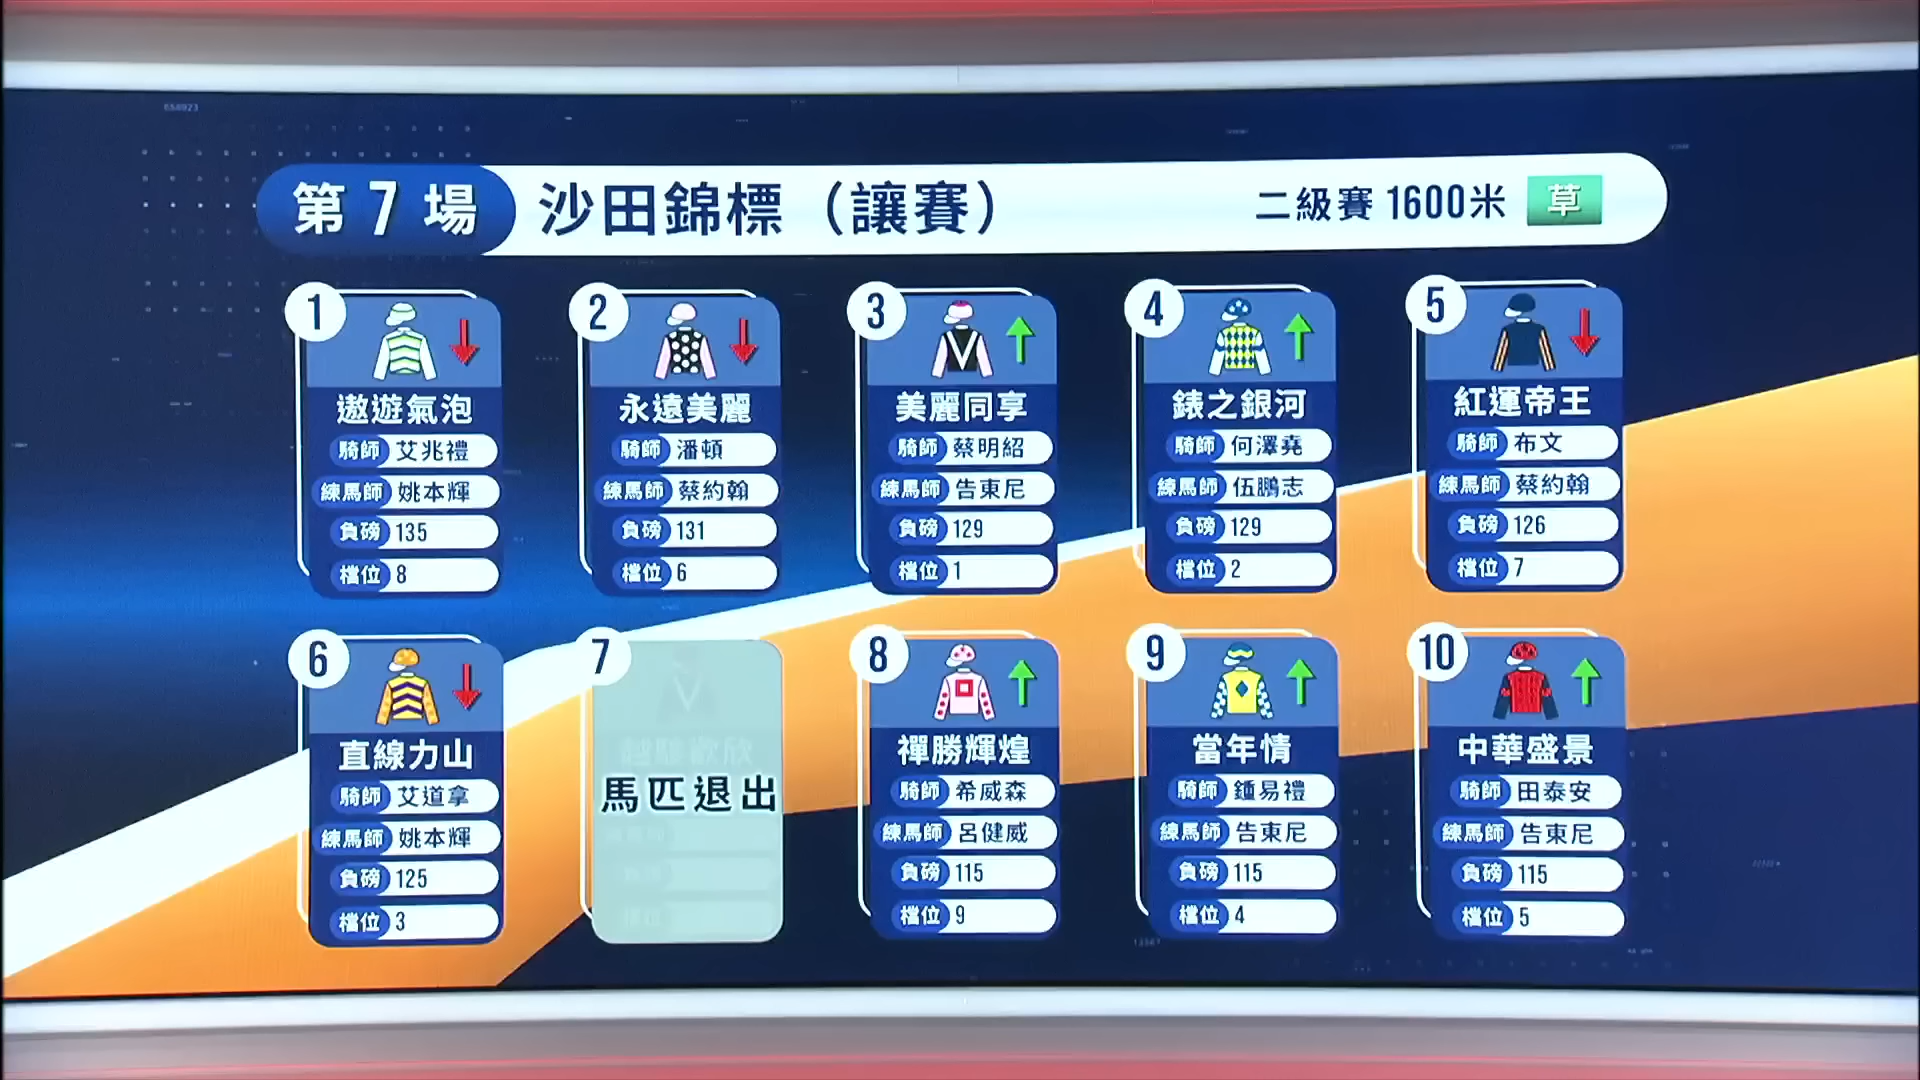 第 7 場 沙田錦標（讓賽） 二級賽 1600米 草
1
遨遊氣泡
騎師 艾兆禮
練馬師 姚本輝
負磅 135
檔位 8
2
永遠美麗
騎師 潘頓
練馬師 蔡約翰
負磅 131
檔位 6
3
美麗同享
騎師 蔡明紹
練馬師 告東尼
負磅 129
檔位 1
4
錶之銀河
騎師 何澤堯
練馬師 伍鵬志
負磅 129
檔位 2
5
紅運帝王
騎師 布文
練馬師 蔡約翰
負磅 126
檔位 7
6
直線力山
騎師 艾道拿
練馬師 姚本輝
負磅 125
檔位 3
7
馬匹退出
8
禪勝輝煌
騎師 希威森
練馬師 呂健威
負磅 115
檔位 9
9
當年情
騎師 鍾易禮
練馬師 告東尼
負磅 115
檔位 4
10
中華盛景
騎師 田泰安
練馬師 告東尼
負磅 115
檔位 5